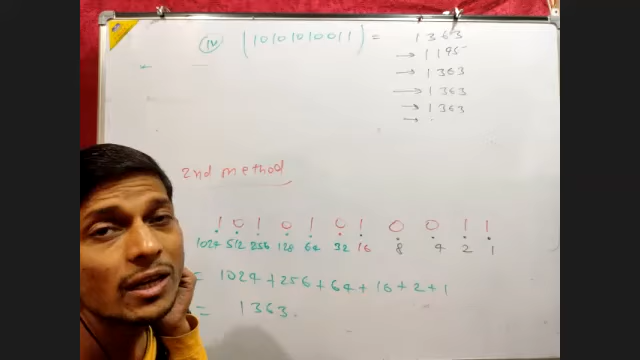 iv (10101010011) = 1363
→ 1195
→ 1363
→ 1363
→ 1363
→
2nd method
1 0 1 0 1 0 1 0 0 1 1
1024 512 256 128 64 32 16 8 4 2 1
= 1024 + 256 + 64 + 16 + 2 + 1
= 1363.